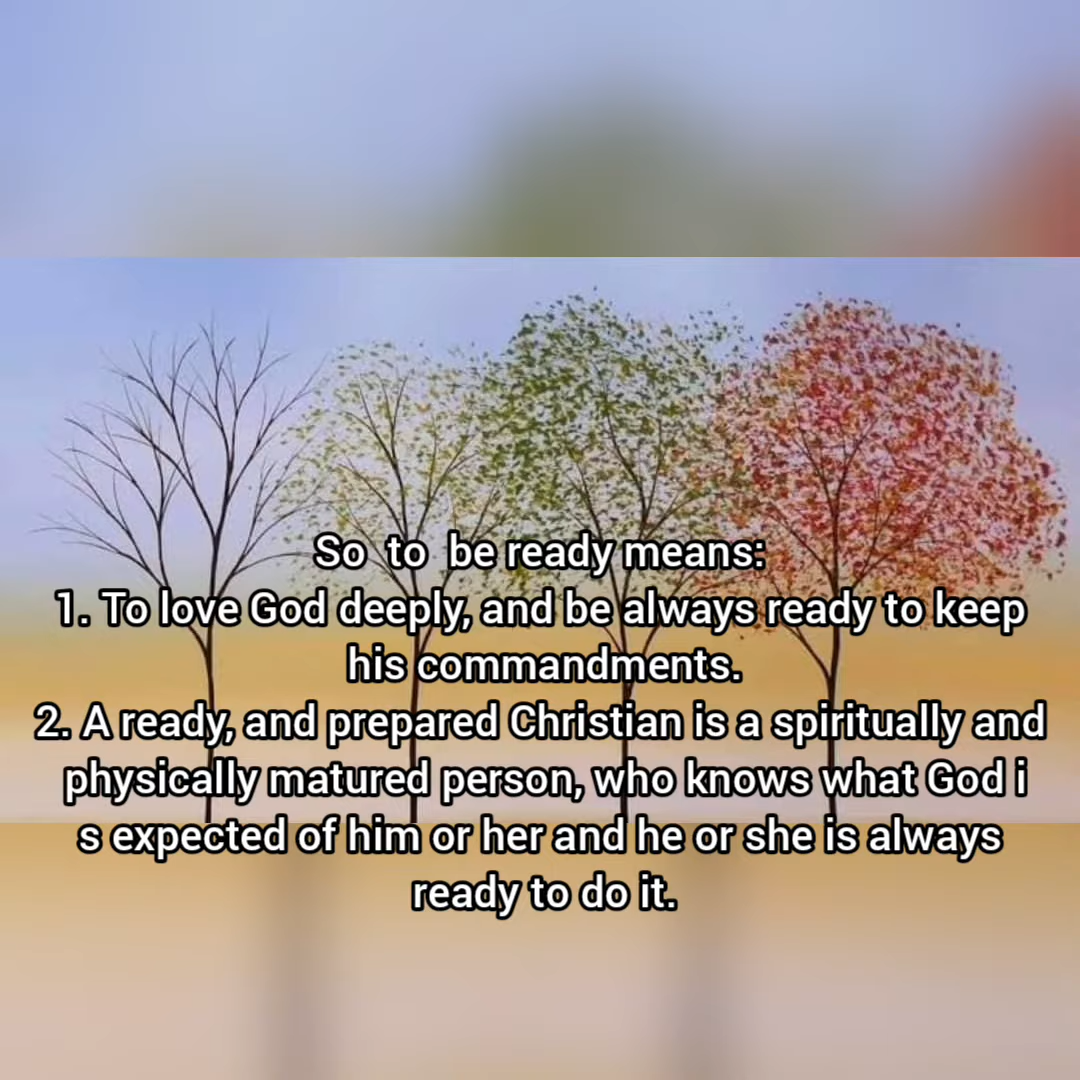 So to be ready means:
1. To love God deeply, and be always ready to keep
his commandments.
2. A ready, and prepared Christian is a spiritually and
physically matured person, who knows what God i
s expected of him or her and he or she is always
ready to do it.